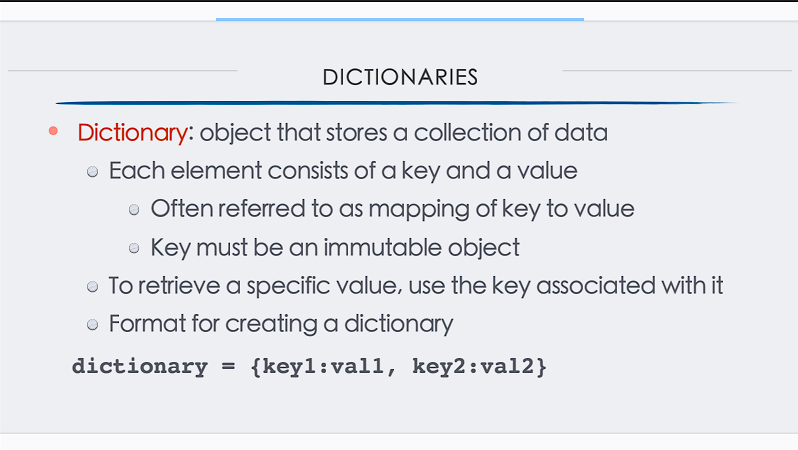 DICTIONARIES
Dictionary: object that stores a collection of data
Each element consists of a key and a value
Often referred to as mapping of key to value
Key must be an immutable object
To retrieve a specific value, use the key associated with it
Format for creating a dictionary
dictionary = {key1:val1, key2:val2}